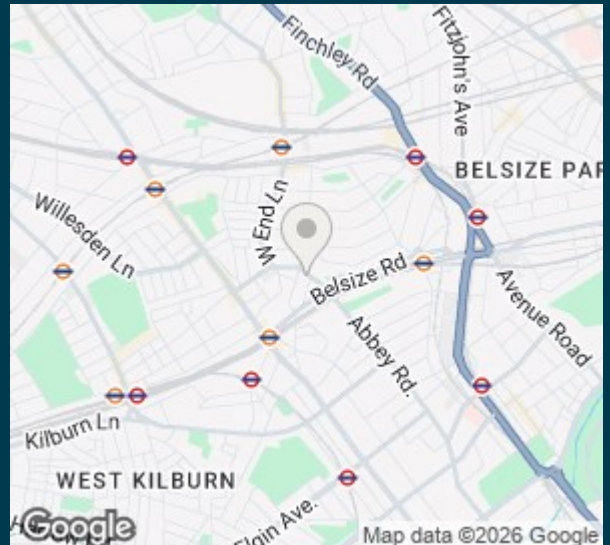 Finchley Rd
Fitzjohn's Ave
BELSIZE PAR
W End Ln
Willesden Ln
Belsize Rd
Avenue Road
Abbey Rd.
Kilburn Ln
WEST KILBURN
Elgin Ave.
Google
Map data ©2026 Google